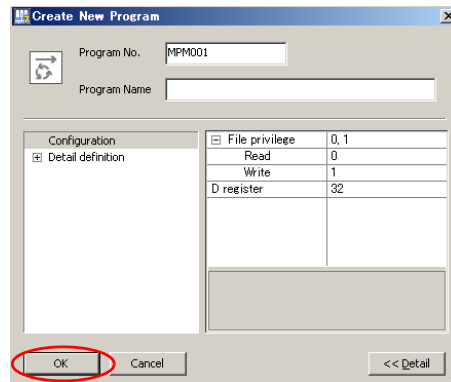 Create New Program
Program No. MPM001
Program Name
Configuration
Detail definition
File privilege 0, 1
Read 0
Write 1
D register 32
OK Cancel << Detail